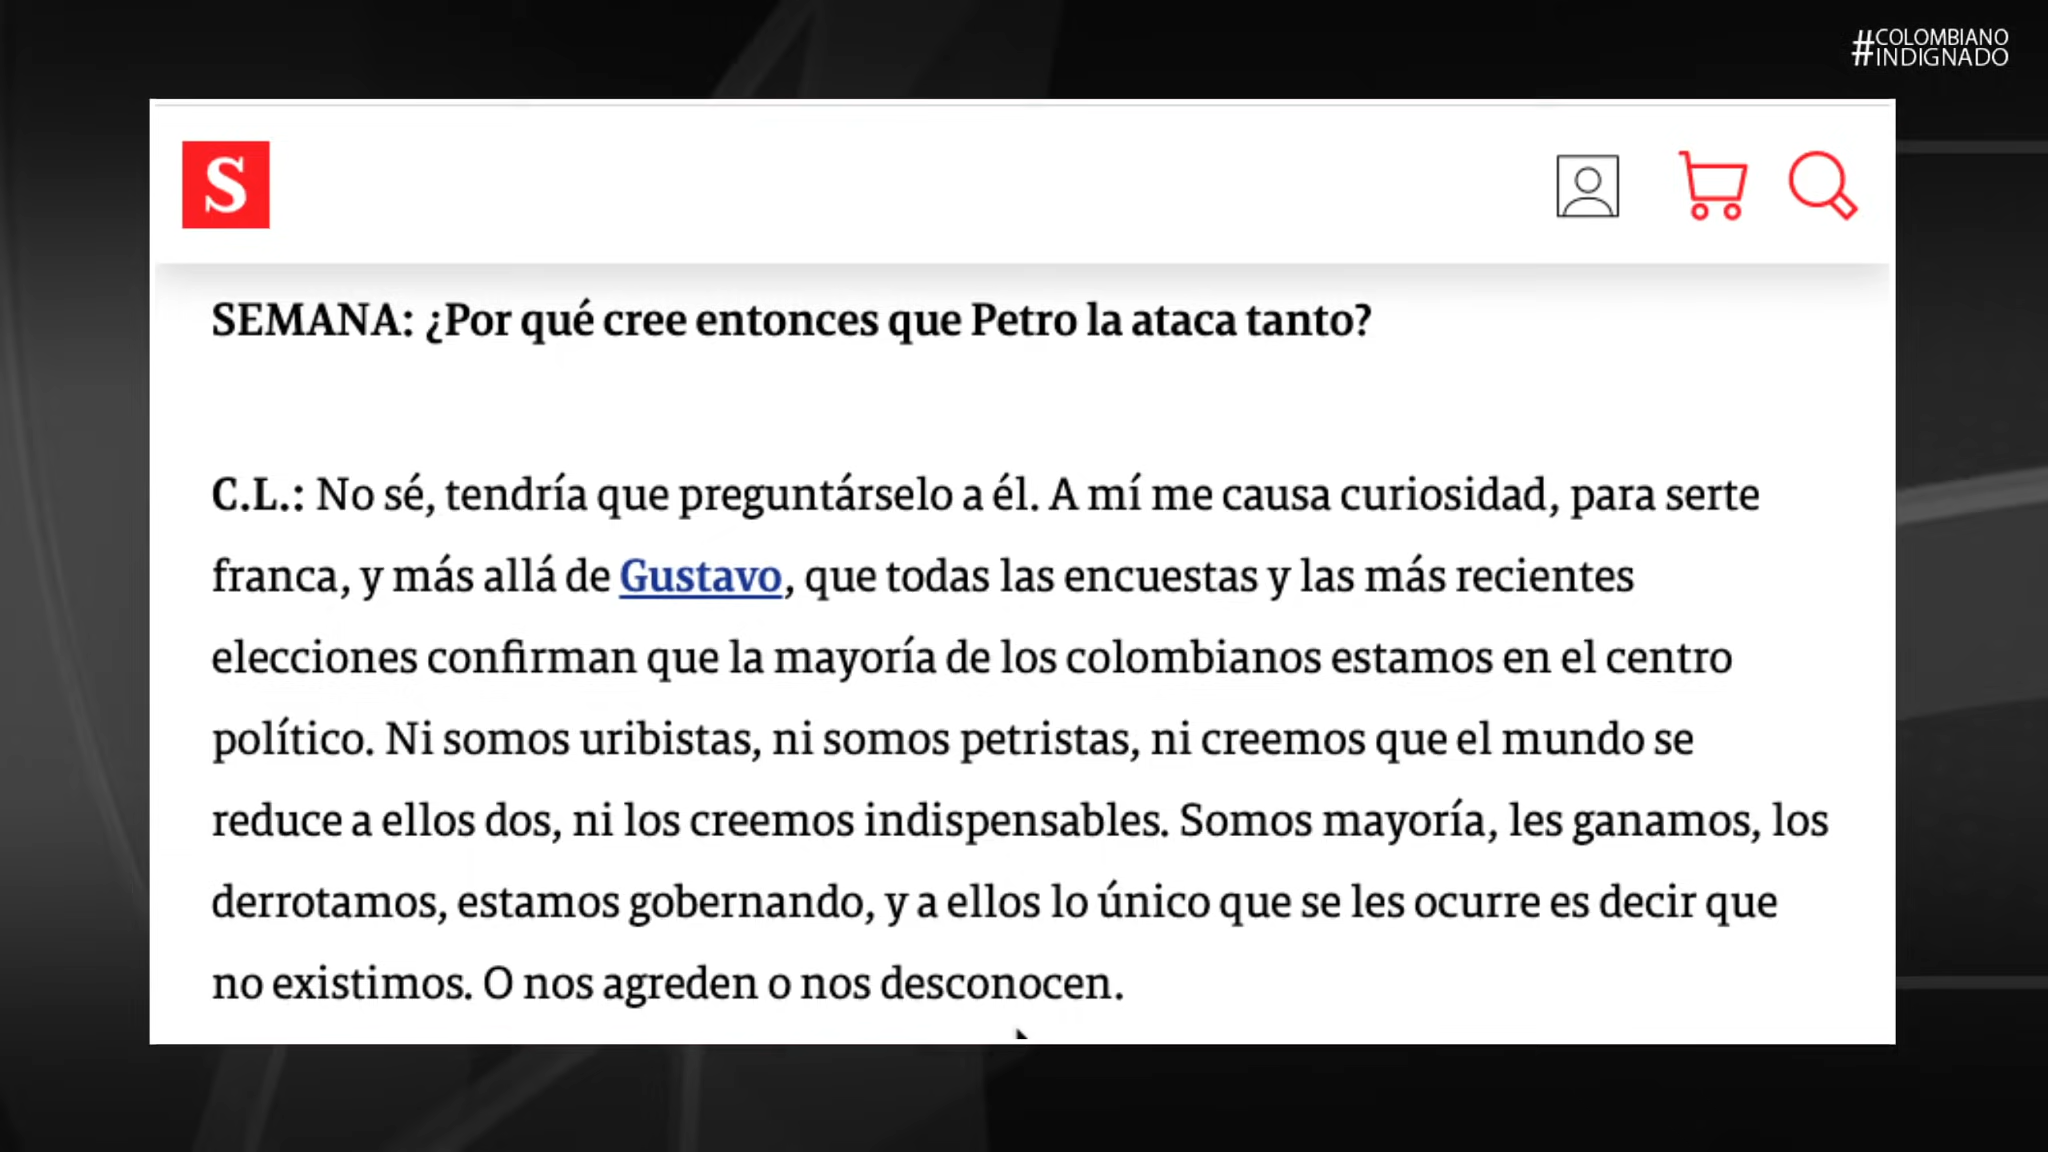 #COLOMBIANO
INDIGNADO
S
SEMANA: ¿Por qué cree entonces que Petro la ataca tanto?
C.L.: No sé, tendría que preguntárselo a él. A mí me causa curiosidad, para serte
franca, y más allá de Gustavo, que todas las encuestas y las más recientes
elecciones confirman que la mayoría de los colombianos estamos en el centro
político. Ni somos uribistas, ni somos petristas, ni creemos que el mundo se
reduce a ellos dos, ni los creemos indispensables. Somos mayoría, les ganamos, los
derrotamos, estamos gobernando, y a ellos lo único que se les ocurre es decir que
no existimos. O nos agreden o nos desconocen.